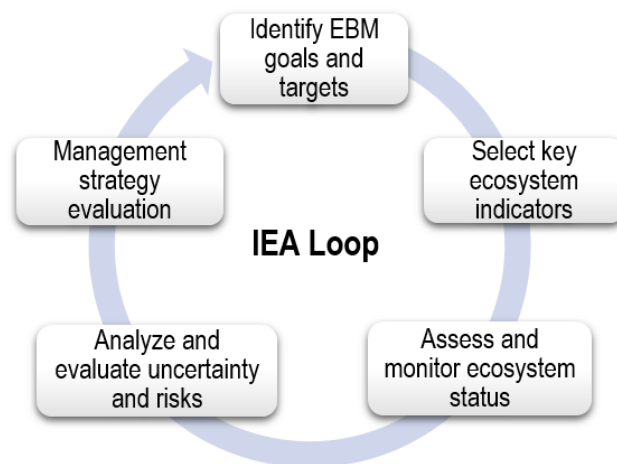 Identify EBM
goals and
targets
Select key
ecosystem
indicators
Assess and
monitor ecosystem
status
Analyze and
evaluate uncertainty
and risks
Management
strategy
evaluation
IEA Loop